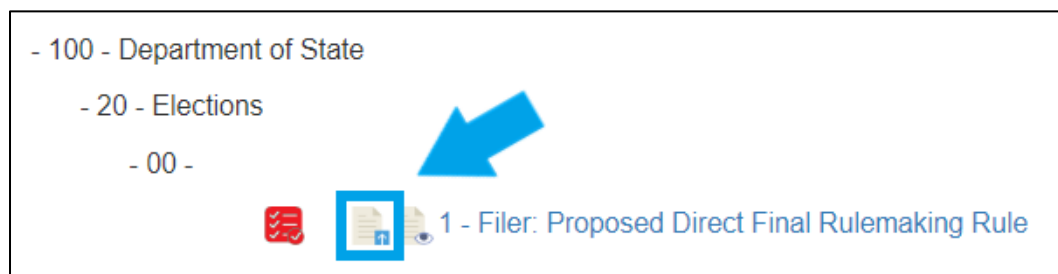 - 100 - Department of State
- 20 - Elections
- 00 -
1 - Filer: Proposed Direct Final Rulemaking Rule